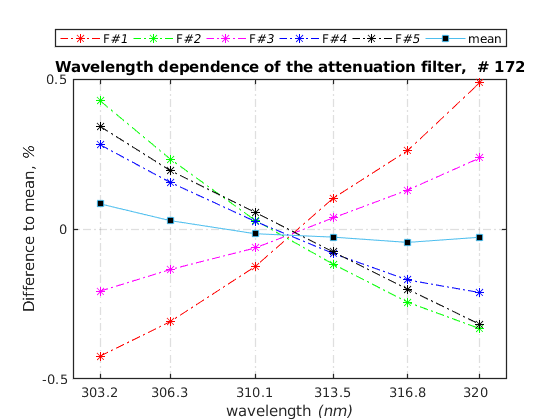 F#1 F#2 F#3 F#4 F#5 mean
Wavelength dependence of the attenuation filter, # 172
0.5
0
-0.5
Difference to mean, %
303.2 306.3 310.1 313.5 316.8 320
wavelength (nm)